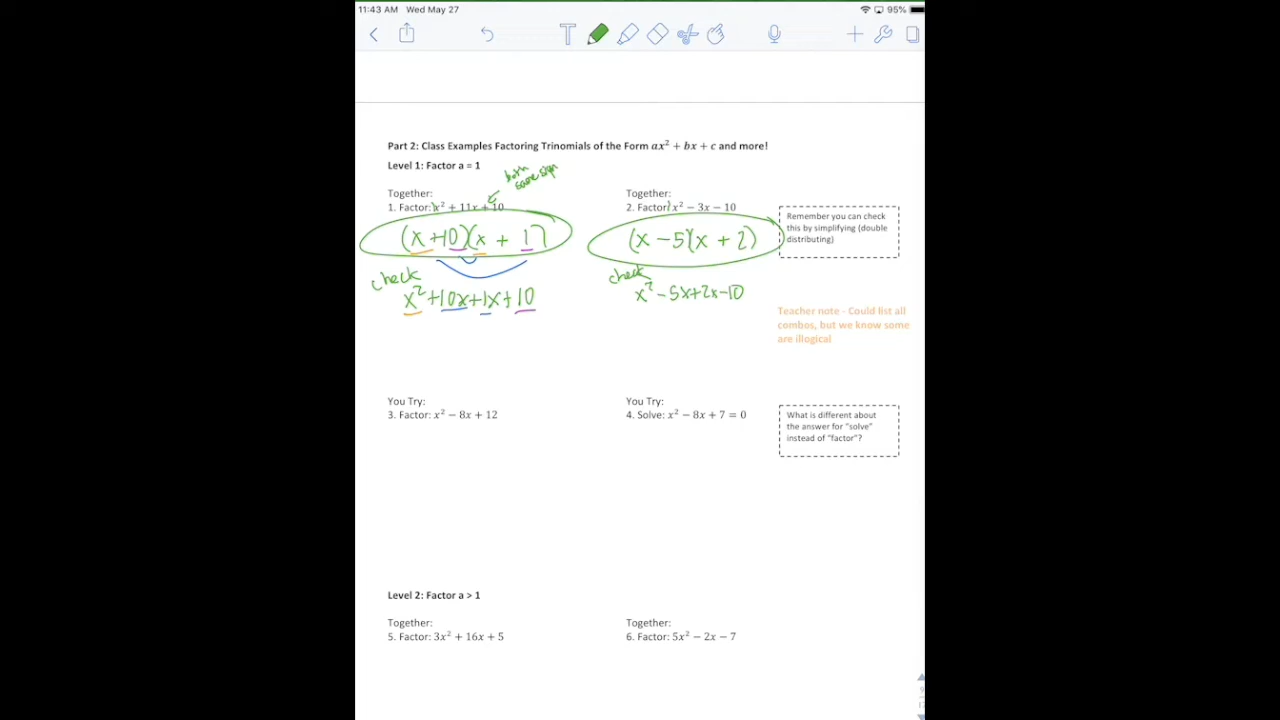 11:43 AM Wed May 27
95%
T
Part 2: Class Examples Factoring Trinomials of the Form ax² + bx + c and more!
Level 1: Factor a = 1
both
same sign
Together:
1. Factor: x² + 11x + 10
(x +10)(x + 1)
check
x² +10x+1x+10
Together:
2. Factor: x² − 3x − 10
(x −5)(x + 2)
check
x² −5x+2x−10
Remember you can check
this by simplifying (double
distributing)
Teacher note - Could list all
combos, but we know some
are illogical
You Try:
3. Factor: x² − 8x + 12
You Try:
4. Solve: x² − 8x + 7 = 0
What is different about
the answer for “solve”
instead of “factor”?
Level 2: Factor a > 1
Together:
5. Factor: 3x² + 16x + 5
Together:
6. Factor: 5x² − 2x − 7